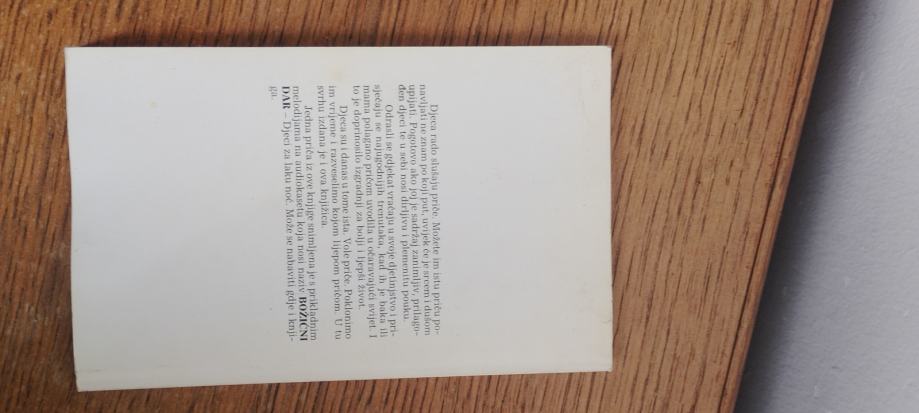 Djeca rado slušaju priče. Možete im istu priču po-
navljati ne znam po koji put, uvijek će je srcem i dušom
upijati. Pogotovo ako joj je sadržaj zanimljiv, prilago-
đen djeci te u sebi nosi dirljivu i plemenitu pouku.
Odrasli se gdjekat vraćaju u svoje djetinjstvo i pri-
sjećaju se najugodnijih trenutaka, kad ih je baka ili
mama polagano pričom uvodila u očaravajući svijet. I
to je doprinosilo izgradnji za bolji i ljepši život.
Djeca su i danas u tome ista. Vole priče. Poklonimo
im vrijeme i razveselimo kojom lijepom pričom. U tu
svrhu izdana je i ova knjižica.
Jedna priča iz ove knjige snimljena je s prikladnim
melodijama na audiokasetu koja nosi naziv BOŽIĆNI
DAR – Djeci za laku noć. Može se nabaviti gdje i knji-
ga.